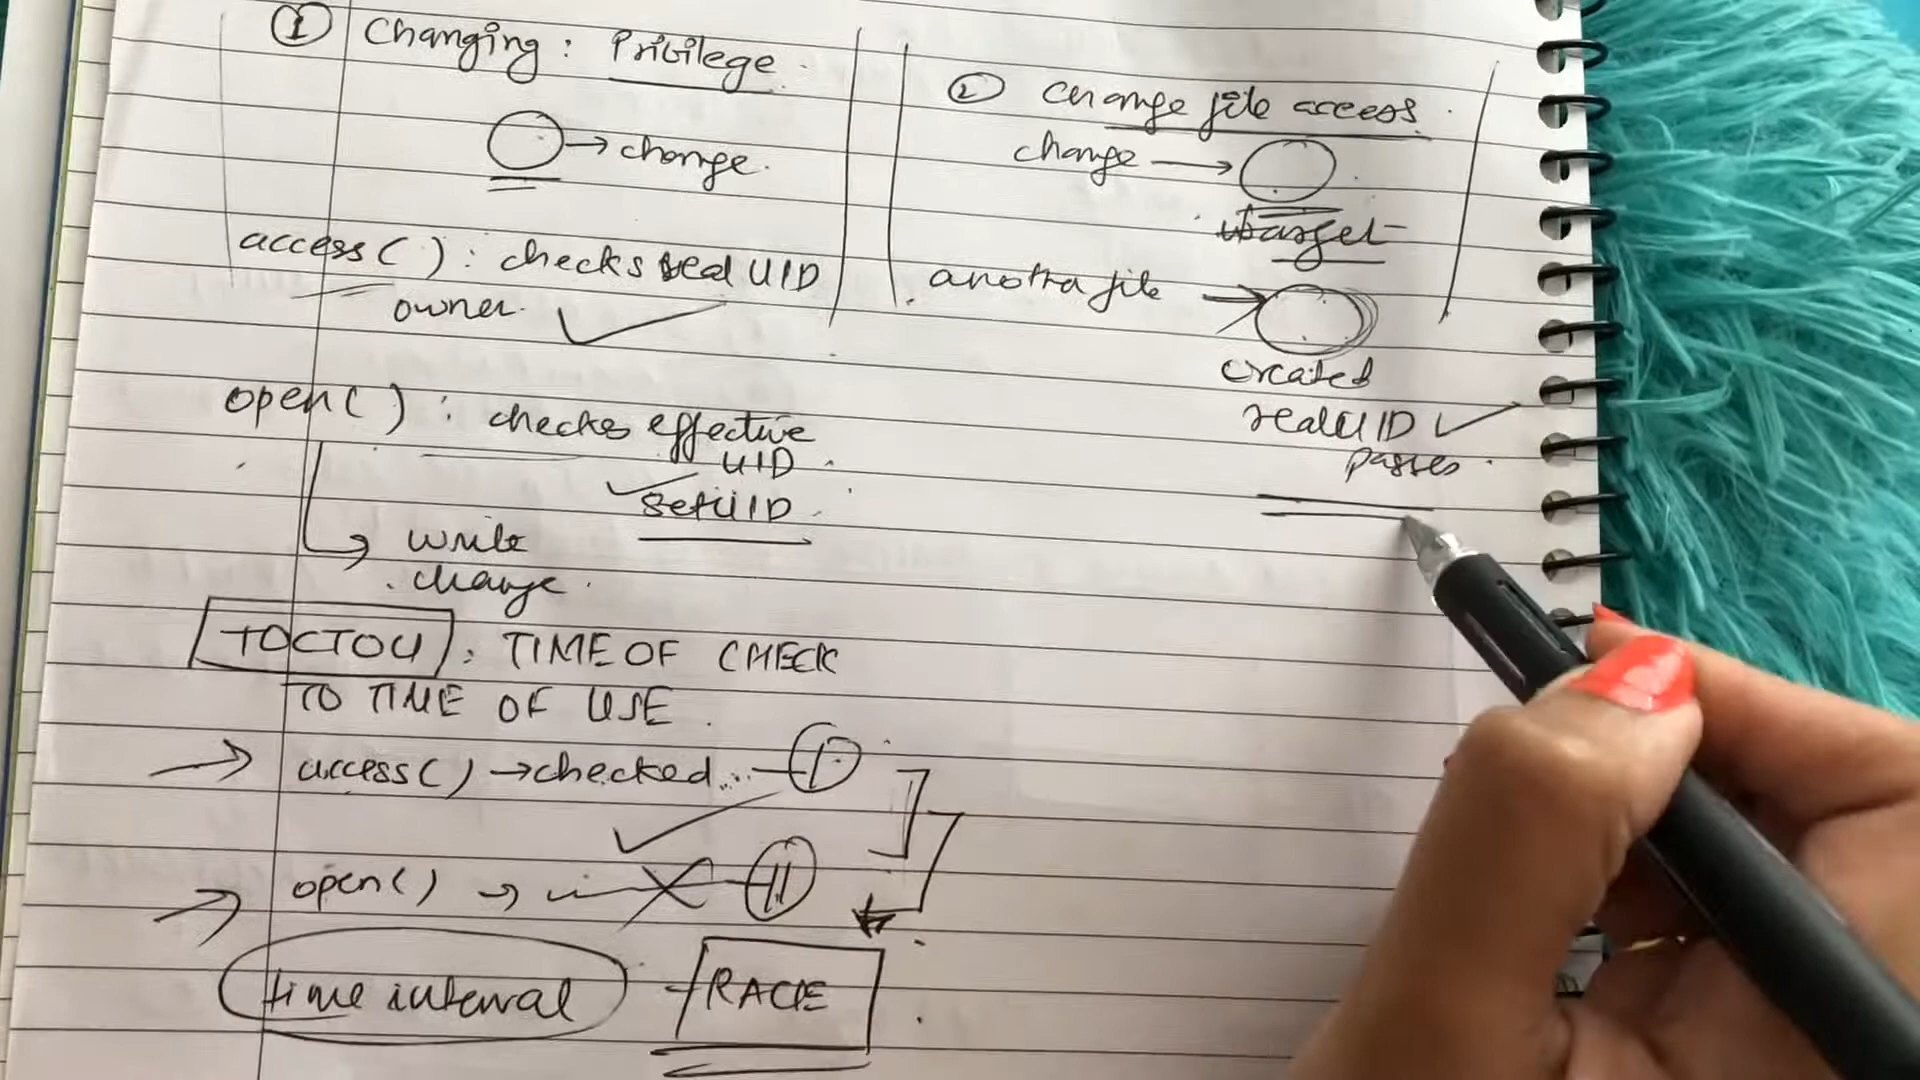 ① Changing: Privilege.
→ change.
access( ): checks real UID
owner.
open( ): checks effective
UID.
SetUID.
write
change.
② Change file access.
change →
target
another file →
created
real UID ✓
passes.
TOCTOU: TIME OF CHECK
TO TIME OF USE.
→ access( ) → checked... I
→ open( ) → II
time interval - RACE